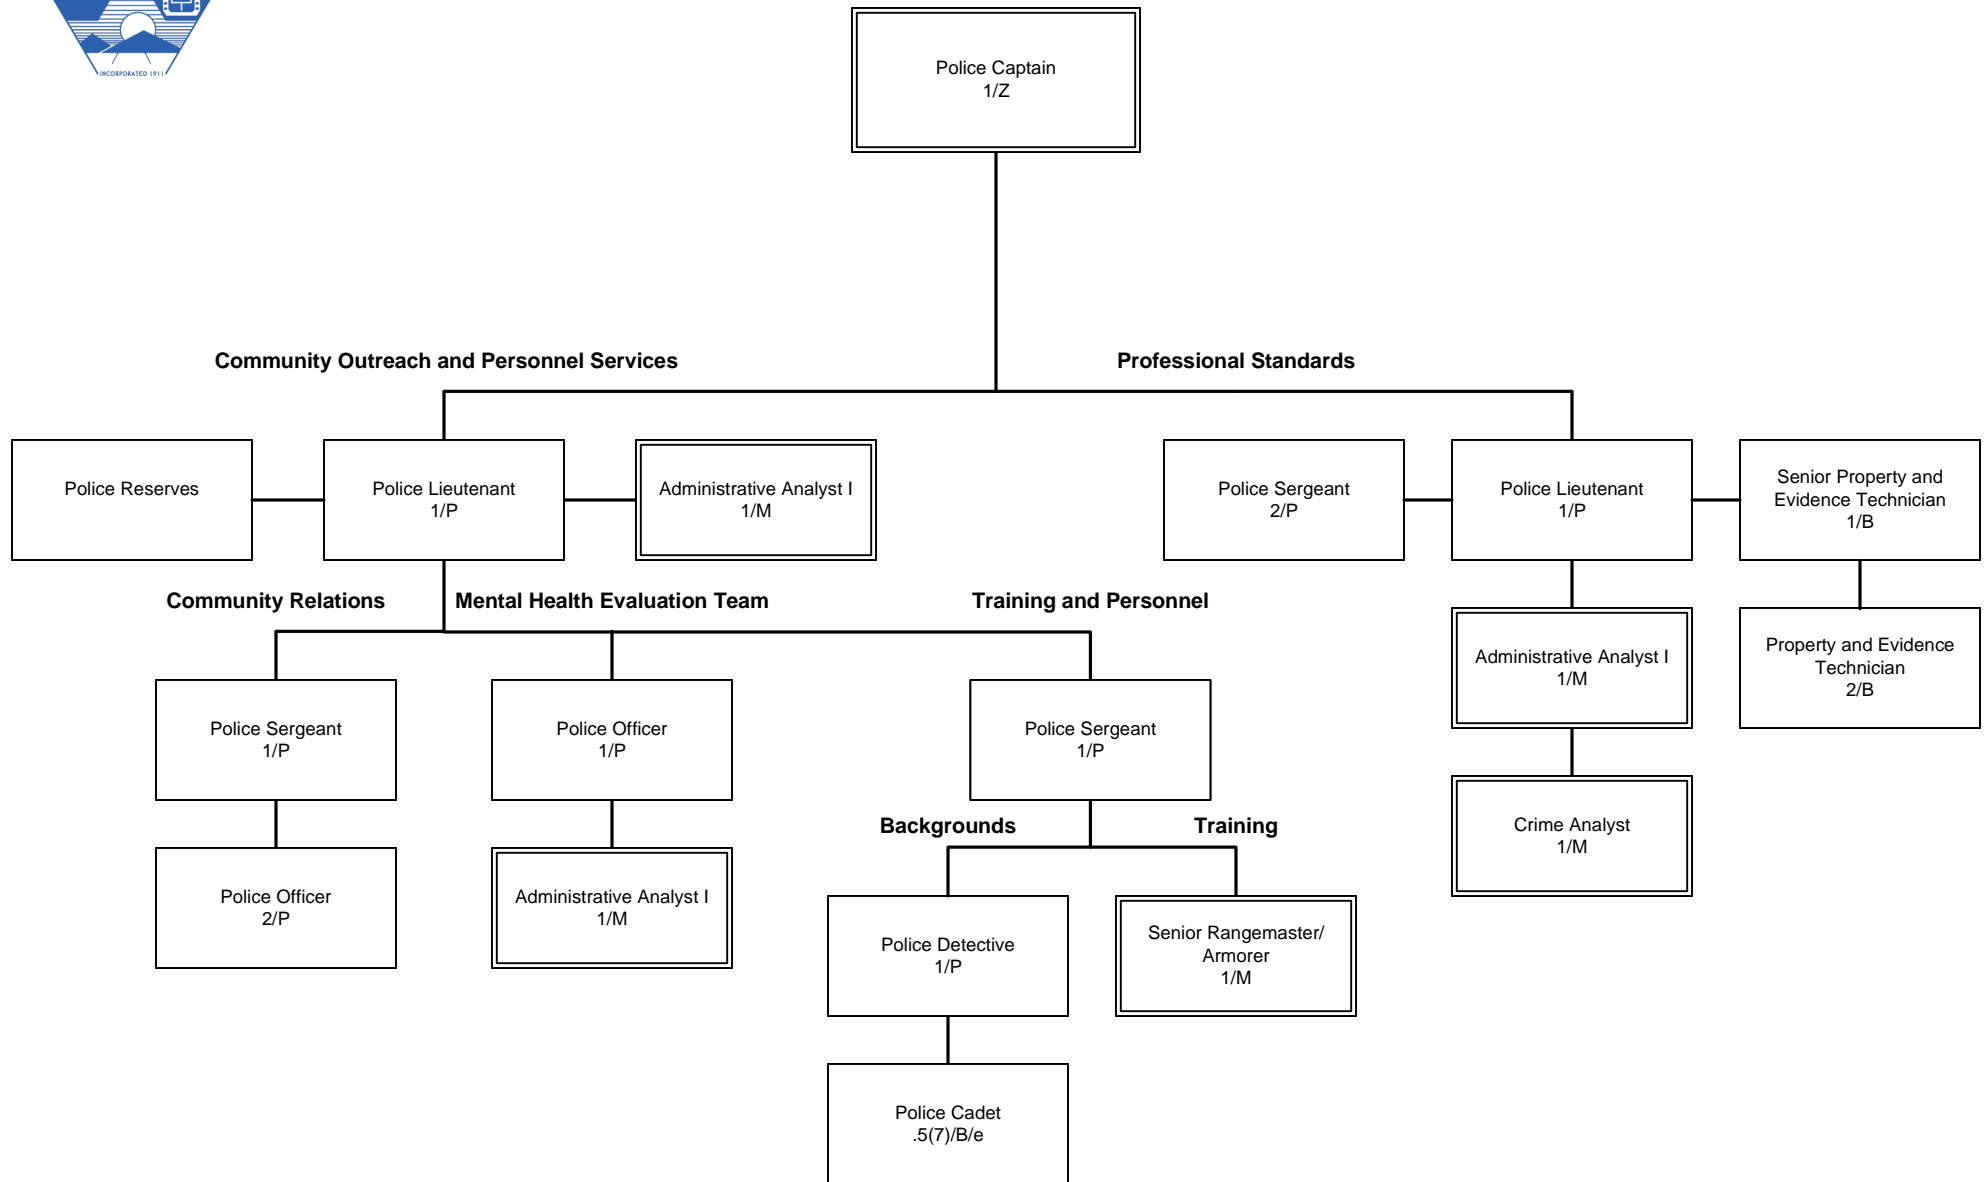 INCORPORATED 1911
Police Captain
1/Z
Community Outreach and Personnel Services
Professional Standards
Police Reserves
Police Lieutenant
1/P
Administrative Analyst I
1/M
Police Sergeant
2/P
Police Lieutenant
1/P
Senior Property and
Evidence Technician
1/B
Community Relations
Mental Health Evaluation Team
Training and Personnel
Police Sergeant
1/P
Police Officer
1/P
Police Sergeant
1/P
Administrative Analyst I
1/M
Property and Evidence
Technician
2/B
Backgrounds
Training
Crime Analyst
1/M
Police Officer
2/P
Administrative Analyst I
1/M
Police Detective
1/P
Senior Rangemaster/
Armorer
1/M
Police Cadet
.5(7)/B/e